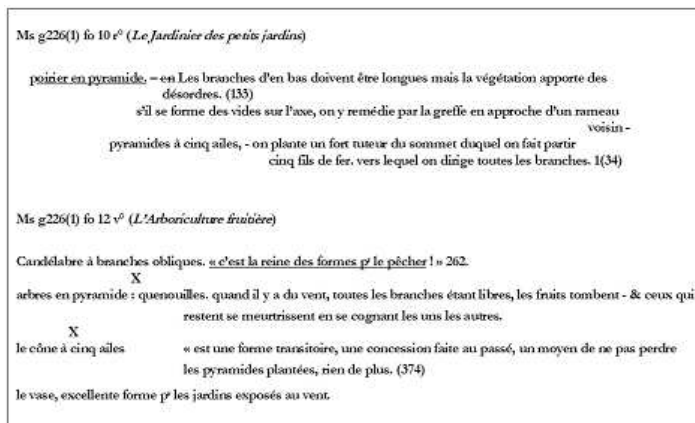 Ms g226(1) fo 10 r° (Le Jardinier des petits jardins)
poirier en pyramide. – en Les branches d'en bas doivent être longues mais la végétation apporte des
désordres. (133)
s'il se forme des vides sur l'axe, on y remédie par la greffe en approche d'un rameau
voisin -
pyramides à cinq ailes, - on plante un fort tuteur du sommet duquel on fait partir
cinq fils de fer. vers lequel on dirige toutes les branches. 1(34)
Ms g226(1) fo 12 v° (L'Arboriculture fruitière)
Candélabre à branches obliques. « c'est la reine des formes pr le pêcher ! » 262.
X
arbres en pyramide : quenouilles. quand il y a du vent, toutes les branches étant libres, les fruits tombent - & ceux qui
restent se meurtrissent en se cognant les uns les autres.
X
le cône à cinq ailes « est une forme transitoire, une concession faite au passé, un moyen de ne pas perdre
les pyramides plantées, rien de plus. (374)
le vase, excellente forme pr les jardins exposés au vent.